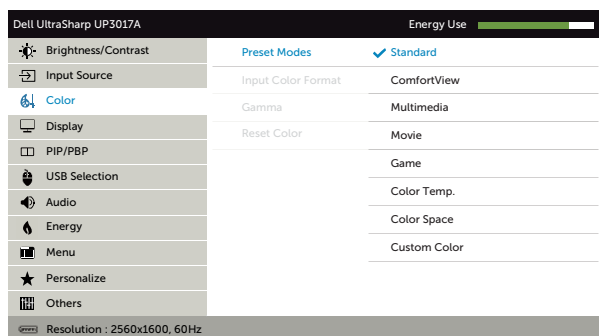 Dell UltraSharp UP3017A Energy Use
Brightness/Contrast Preset Modes Standard
Input Source Input Color Format ComfortView
Color Gamma Multimedia
Display Reset Color Movie
PIP/PBP Game
USB Selection Color Temp.
Audio Color Space
Energy Custom Color
Menu
Personalize
Others
Resolution : 2560x1600, 60Hz